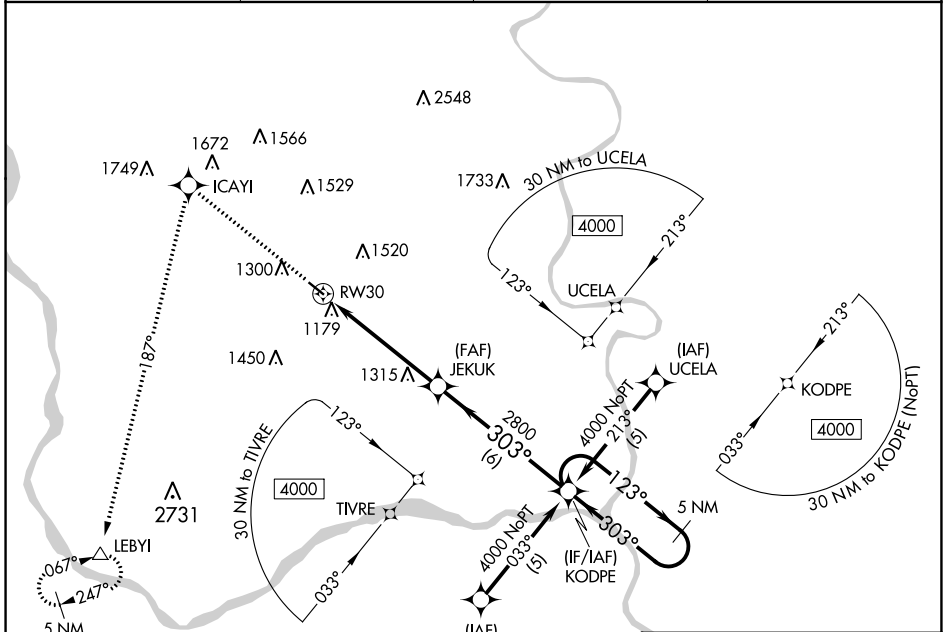 2548
1566
1672
1749
ICAYI
1529
1733
30 NM to UCELA
4000
213°
123°
UCELA
1520
1300
RW30
1179
1450
187°
(FAF)
JEKUK
1315
(IAF)
UCELA
213°
KODPE
4000
033°
30 NM to KODPE (NoPT)
2800
303°
(6)
4000 NoPT
213°
(5)
123°
30 NM to TIVRE
4000
123°
TIVRE
033°
123°
5 NM
303°
(IF/IAF)
KODPE
4000 NoPT
033°
(5)
2731
LEBYI
067°
247°
5 NM
(IAF)